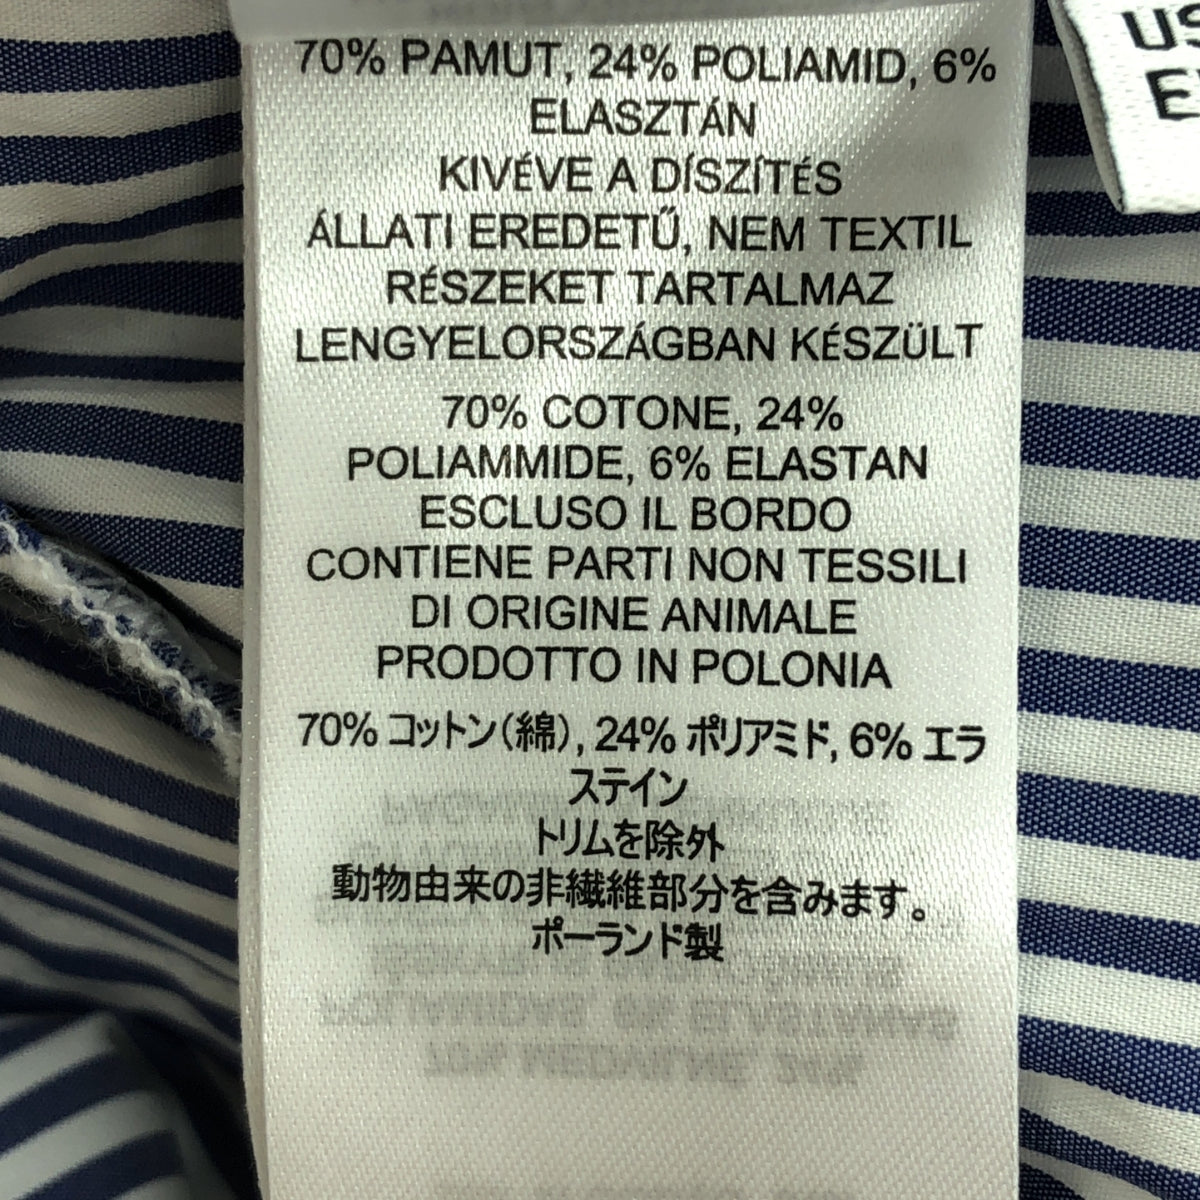 70% PAMUT, 24% POLIAMID, 6%
ELASZTÁN
KIVÉVE A DÍSZÍTÉS
ÁLLATI EREDETŰ, NEM TEXTIL
RÉSZEKET TARTALMAZ
LENGYELORSZÁGBAN KÉSZÜLT
70% COTONE, 24%
POLIAMMIDE, 6% ELASTAN
ESCLUSO IL BORDO
CONTIENE PARTI NON TESSILI
DI ORIGINE ANIMALE
PRODOTTO IN POLONIA
70% コットン(綿), 24% ポリアミド, 6% エラ
ステイン
トリムを除外
動物由来の非繊維部分を含みます。
ポーランド製
US